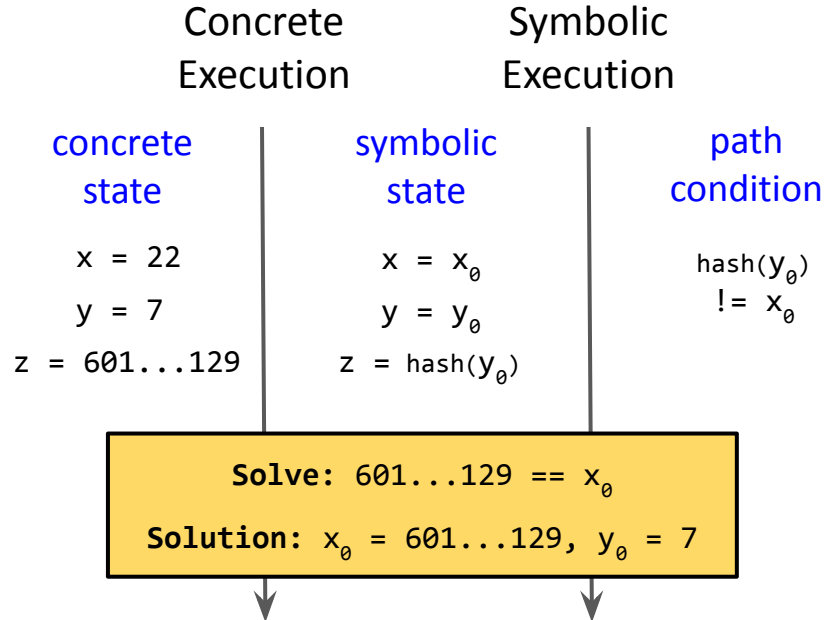 Concrete
Execution
Symbolic
Execution
concrete
state
symbolic
state
path
condition
x = 22
y = 7
z = 601...129
x = x₀
y = y₀
z = hash(y₀)
hash(y₀)
!= x₀
Solve: 601...129 == x₀
Solution: x₀ = 601...129, y₀ = 7